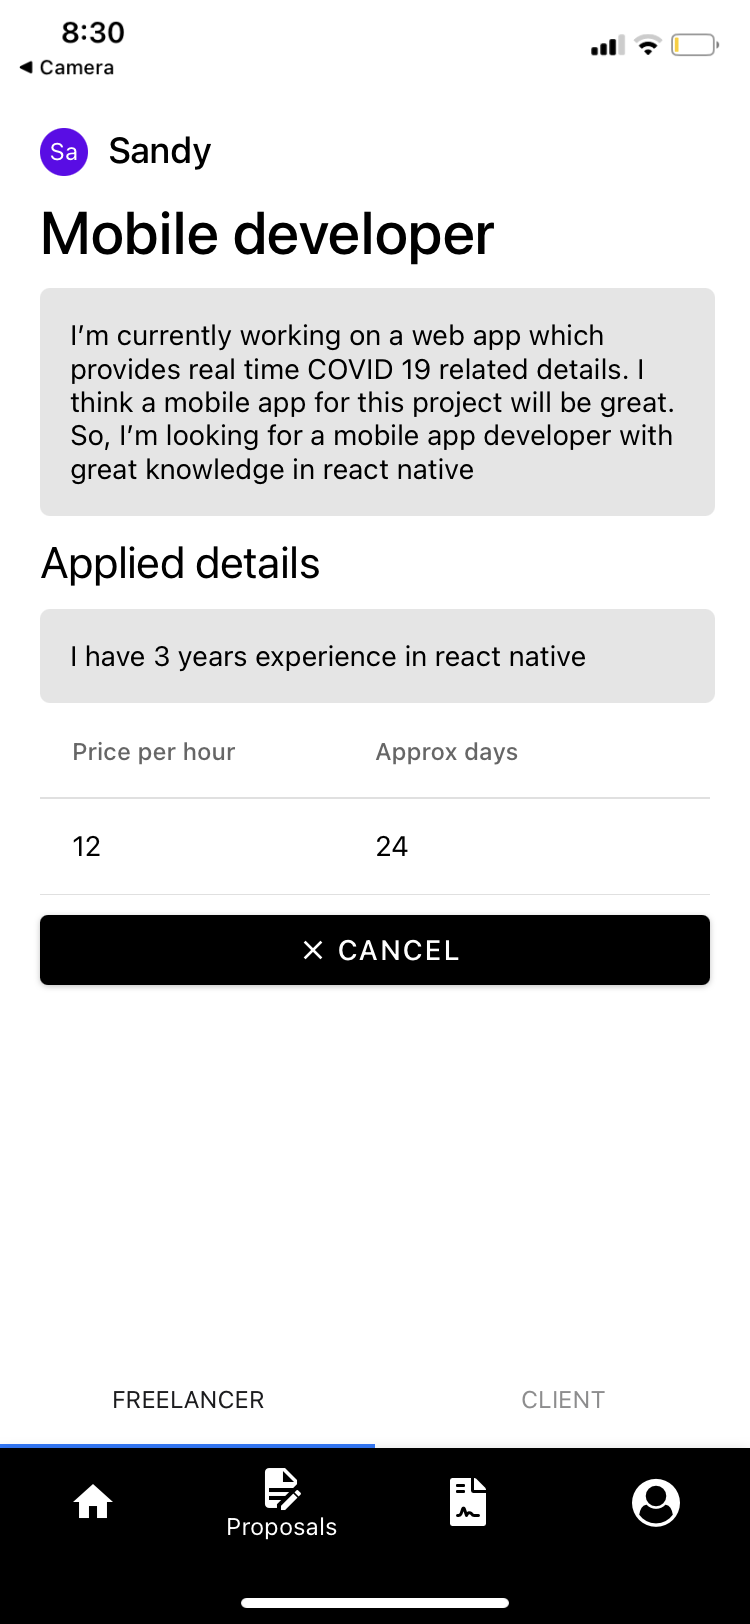 8:30
◀ Camera
Sa Sandy
Mobile developer
I’m currently working on a web app which
provides real time COVID 19 related details. I
think a mobile app for this project will be great.
So, I’m looking for a mobile app developer with
great knowledge in react native
Applied details
I have 3 years experience in react native
Price per hour Approx days
12 24
× CANCEL
FREELANCER CLIENT
Proposals